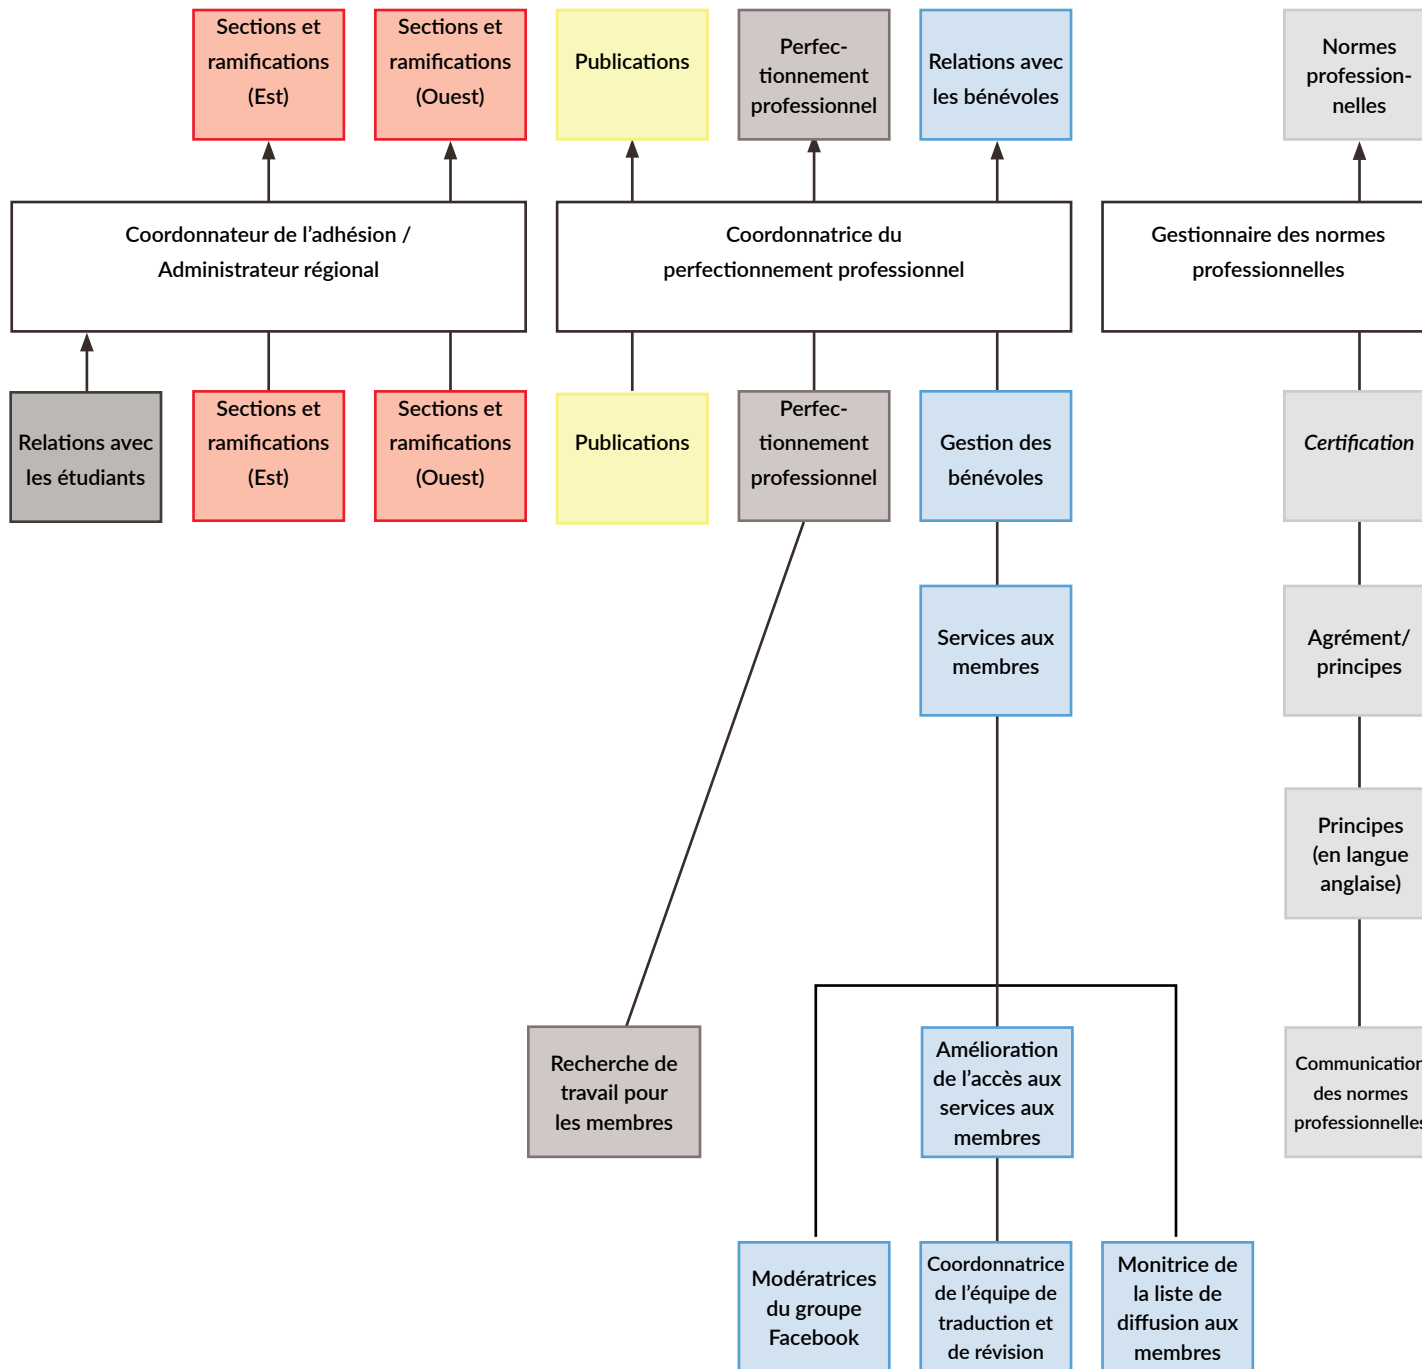 Sections et
ramifications
(Est)
Sections et
ramifications
(Ouest)
Publications
Perfec-
tionnement
professionnel
Relations avec
les bénévoles
Normes
profession-
nelles
Coordonnateur de l’adhésion /
Administrateur régional
Coordonnatrice du
perfectionnement professionnel
Gestionnaire des normes
professionnelles
Relations avec
les étudiants
Sections et
ramifications
(Est)
Sections et
ramifications
(Ouest)
Publications
Perfec-
tionnement
professionnel
Gestion des
bénévoles
Certification
Services aux
membres
Agrément/
principes
Principes
(en langue
anglaise)
Recherche de
travail pour
les membres
Amélioration
de l’accès aux
services aux
membres
Communication
des normes
professionnelles
Modératrices
du groupe
Facebook
Coordonnatrice
de l’équipe de
traduction et
de révision
Monitrice de
la liste de
diffusion aux
membres